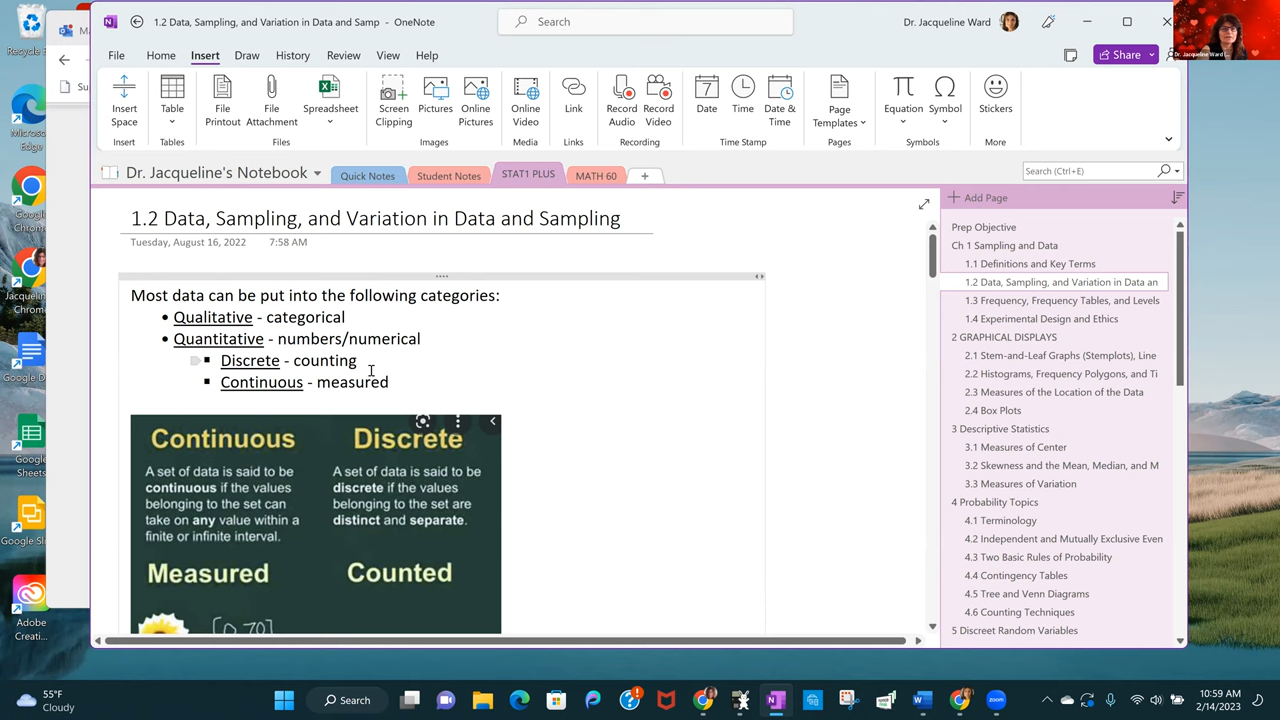 1.2 Data, Sampling, and Variation in Data and Samp - OneNote
Search
Dr. Jacqueline Ward
File Home Insert Draw History Review View Help
Share
Insert Space
Table
File Printout
File Attachment
Spreadsheet
Screen Clipping
Pictures
Online Pictures
Online Video
Link
Record Audio
Record Video
Date
Time
Date & Time
Page Templates
Equation
Symbol
Stickers
Insert Tables Files Images Media Links Recording Time Stamp Pages Symbols More
Dr. Jacqueline's Notebook
Quick Notes Student Notes STAT1 PLUS MATH 60
Search (Ctrl+E)
1.2 Data, Sampling, and Variation in Data and Sampling
Tuesday, August 16, 2022 7:58 AM
Most data can be put into the following categories:
• Qualitative - categorical
• Quantitative - numbers/numerical
▪ Discrete - counting
▪ Continuous - measured
Continuous
A set of data is said to be
continuous if the values
belonging to the set can
take on any value within a
finite or infinite interval.
Measured
Discrete
A set of data is said to be
discrete if the values
belonging to the set are
distinct and separate.
Counted
Add Page
Prep Objective
Ch 1 Sampling and Data
1.1 Definitions and Key Terms
1.2 Data, Sampling, and Variation in Data an
1.3 Frequency, Frequency Tables, and Levels
1.4 Experimental Design and Ethics
2 GRAPHICAL DISPLAYS
2.1 Stem-and-Leaf Graphs (Stemplots), Line
2.2 Histograms, Frequency Polygons, and Ti
2.3 Measures of the Location of the Data
2.4 Box Plots
3 Descriptive Statistics
3.1 Measures of Center
3.2 Skewness and the Mean, Median, and M
3.3 Measures of Variation
4 Probability Topics
4.1 Terminology
4.2 Independent and Mutually Exclusive Even
4.3 Two Basic Rules of Probability
4.4 Contingency Tables
4.5 Tree and Venn Diagrams
4.6 Counting Techniques
5 Discreet Random Variables
Recycle
Microsoft
Edge
Google
Jacqueline
Google
Google
Sheets
Google Sli
Adobe
Creati...
55°F
Cloudy
Search
10:59 AM
2/14/2023